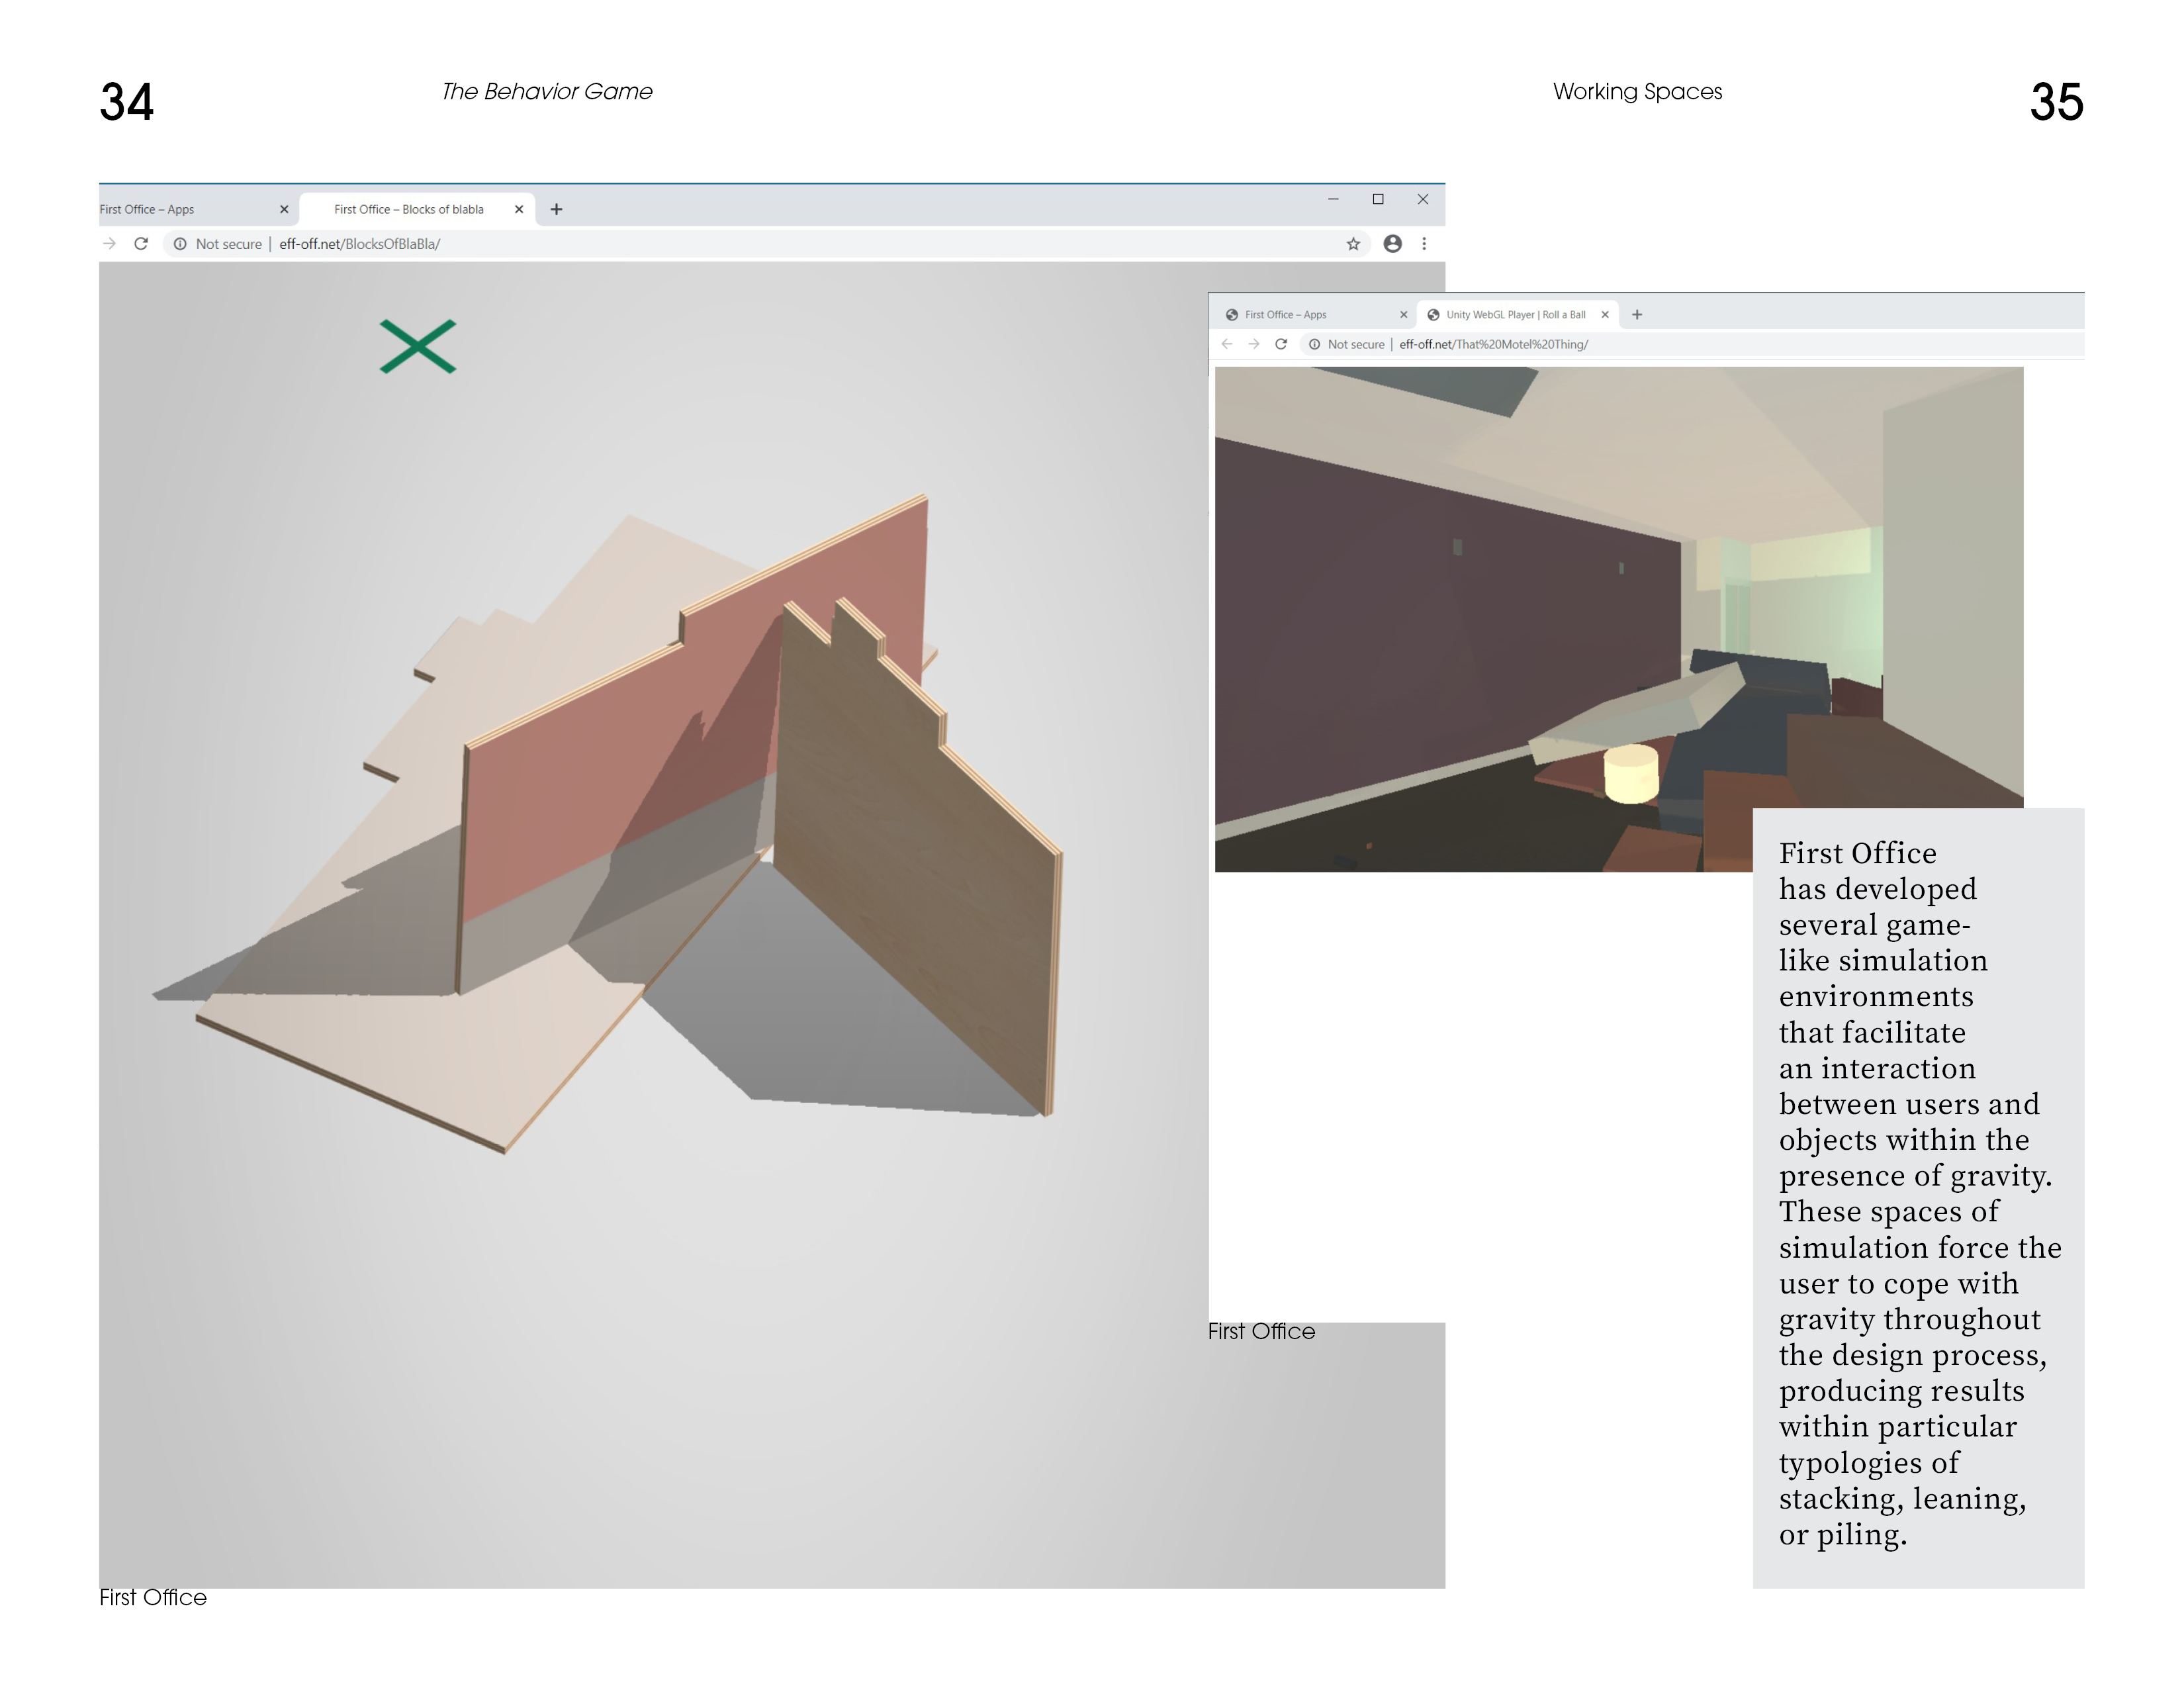 34
The Behavior Game
Working Spaces
35
First Office – Apps
First Office – Blocks of blabla
Not secure | eff-off.net/BlocksOfBlaBla/
First Office – Apps
Unity WebGL Player | Roll a Ball
Not secure | eff-off.net/That%20Motel%20Thing/
First Office
has developed
several game-
like simulation
environments
that facilitate
an interaction
between users and
objects within the
presence of gravity.
These spaces of
simulation force the
user to cope with
gravity throughout
the design process,
producing results
within particular
typologies of
stacking, leaning,
or piling.
First Office
First Office